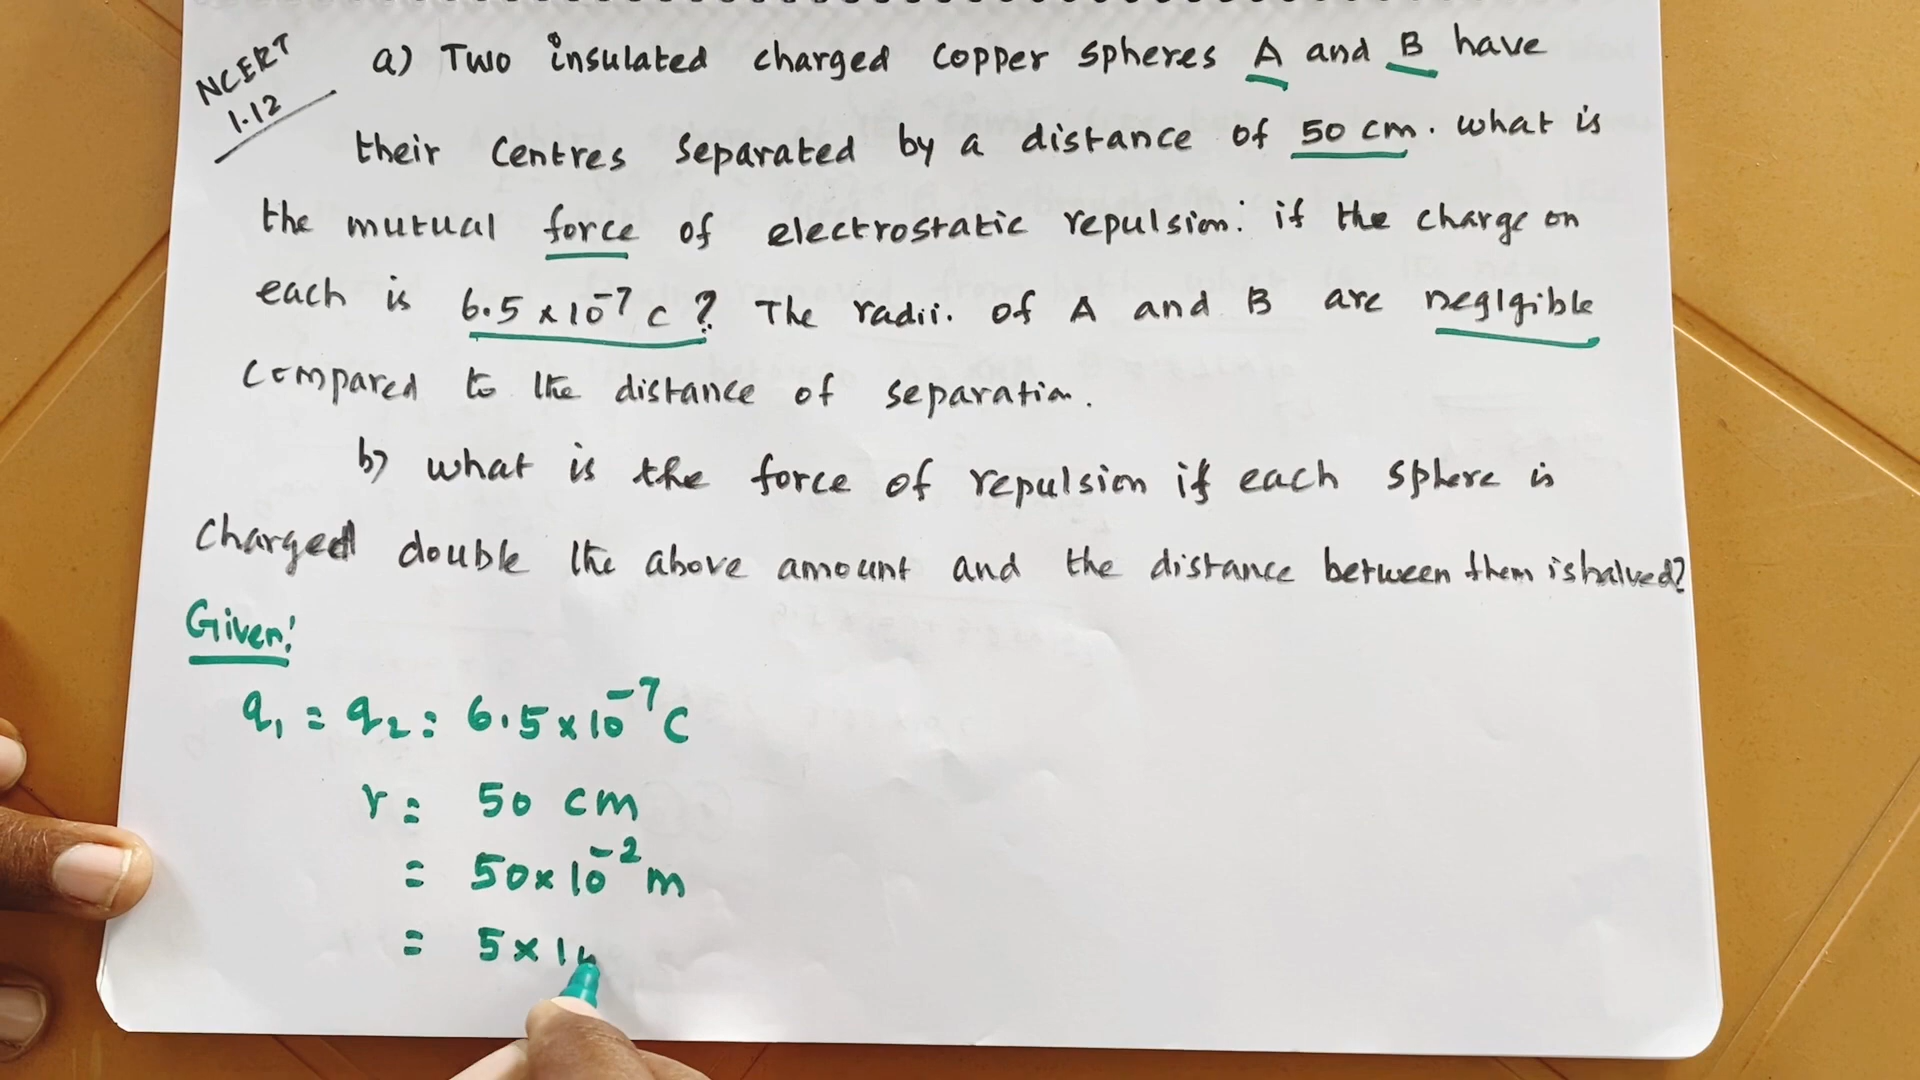 NCERT
1.12
a) Two insulated charged copper spheres A and B have
their centres separated by a distance of 50 cm. what is
the mutual force of electrostatic repulsion: if the charge on
each is 6.5 × 10⁻⁷ C? The radii. of A and B are neglgible
compared to the distance of separation.
b) what is the force of repulsion if each sphere is
charged double the above amount and the distance between them is halved?
Given:
q₁ = q₂ = 6.5 × 10⁻⁷ C
r = 50 cm
= 50 × 10⁻² m
= 5 × 1